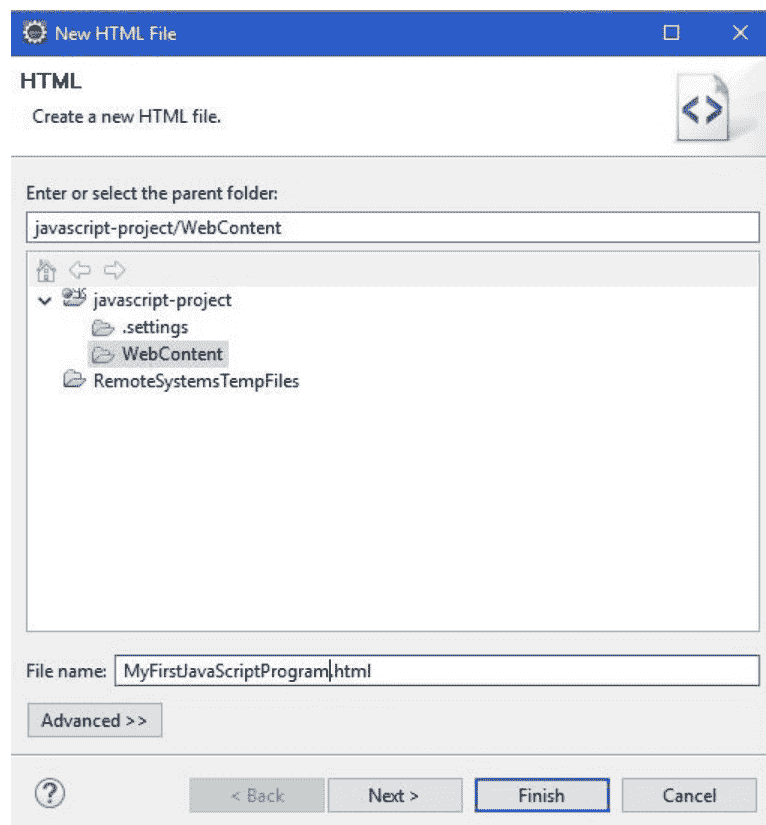 New HTML File
HTML
Create a new HTML file.
Enter or select the parent folder:
javascript-project/WebContent
javascript-project
.settings
WebContent
RemoteSystemsTempFiles
File name: MyFirstJavaScriptProgram.html
Advanced >>
< Back Next > Finish Cancel